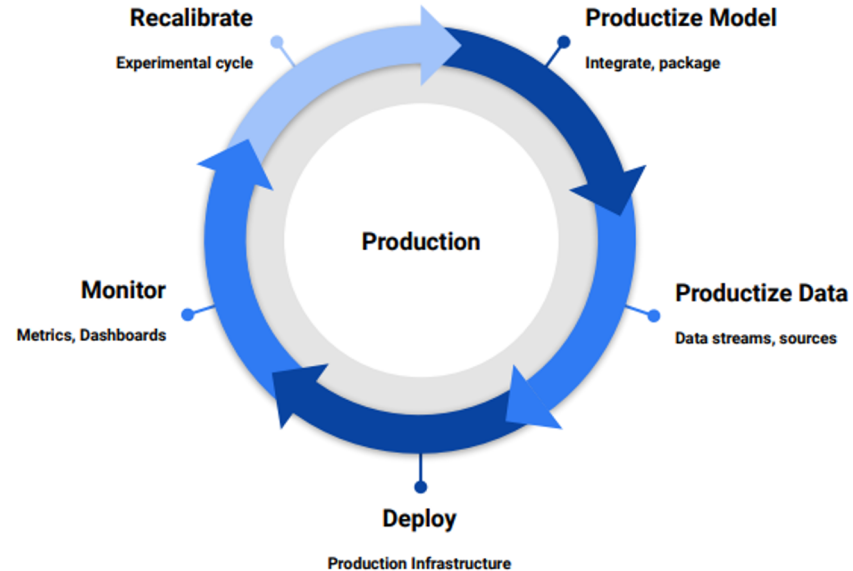 Recalibrate
Experimental cycle
Productize Model
Integrate, package
Production
Monitor
Metrics, Dashboards
Productize Data
Data streams, sources
Deploy
Production Infrastructure